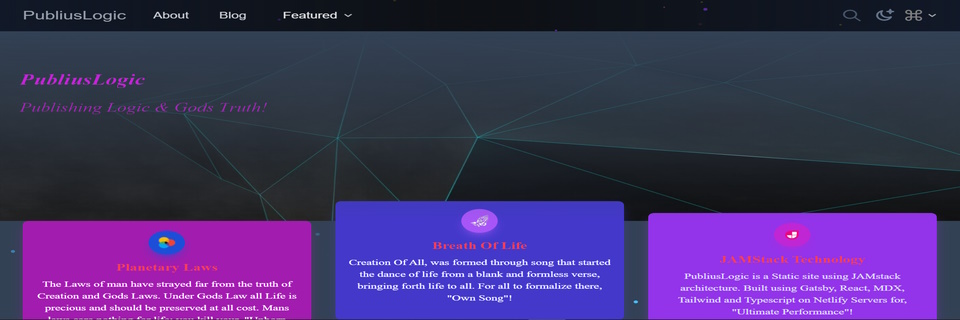 PubliusLogic About Blog Featured
PubliusLogic
Publishing Logic & Gods Truth!
Planetary Laws
The Laws of man have strayed far from the truth of
Creation and Gods Laws. Under Gods Law all Life is
precious and should be preserved at all cost. Mans
Breath Of Life
Creation Of All, was formed through song that started
the dance of life from a blank and formless verse,
bringing forth life to all. For all to formalize there,
"Own Song"!
JAMStack Technology
PubliusLogic is a Static site using JAMstack
architecture. Built using Gatsby, React, MDX,
Tailwind and Typescript on Netlify Servers for,
"Ultimate Performance"!